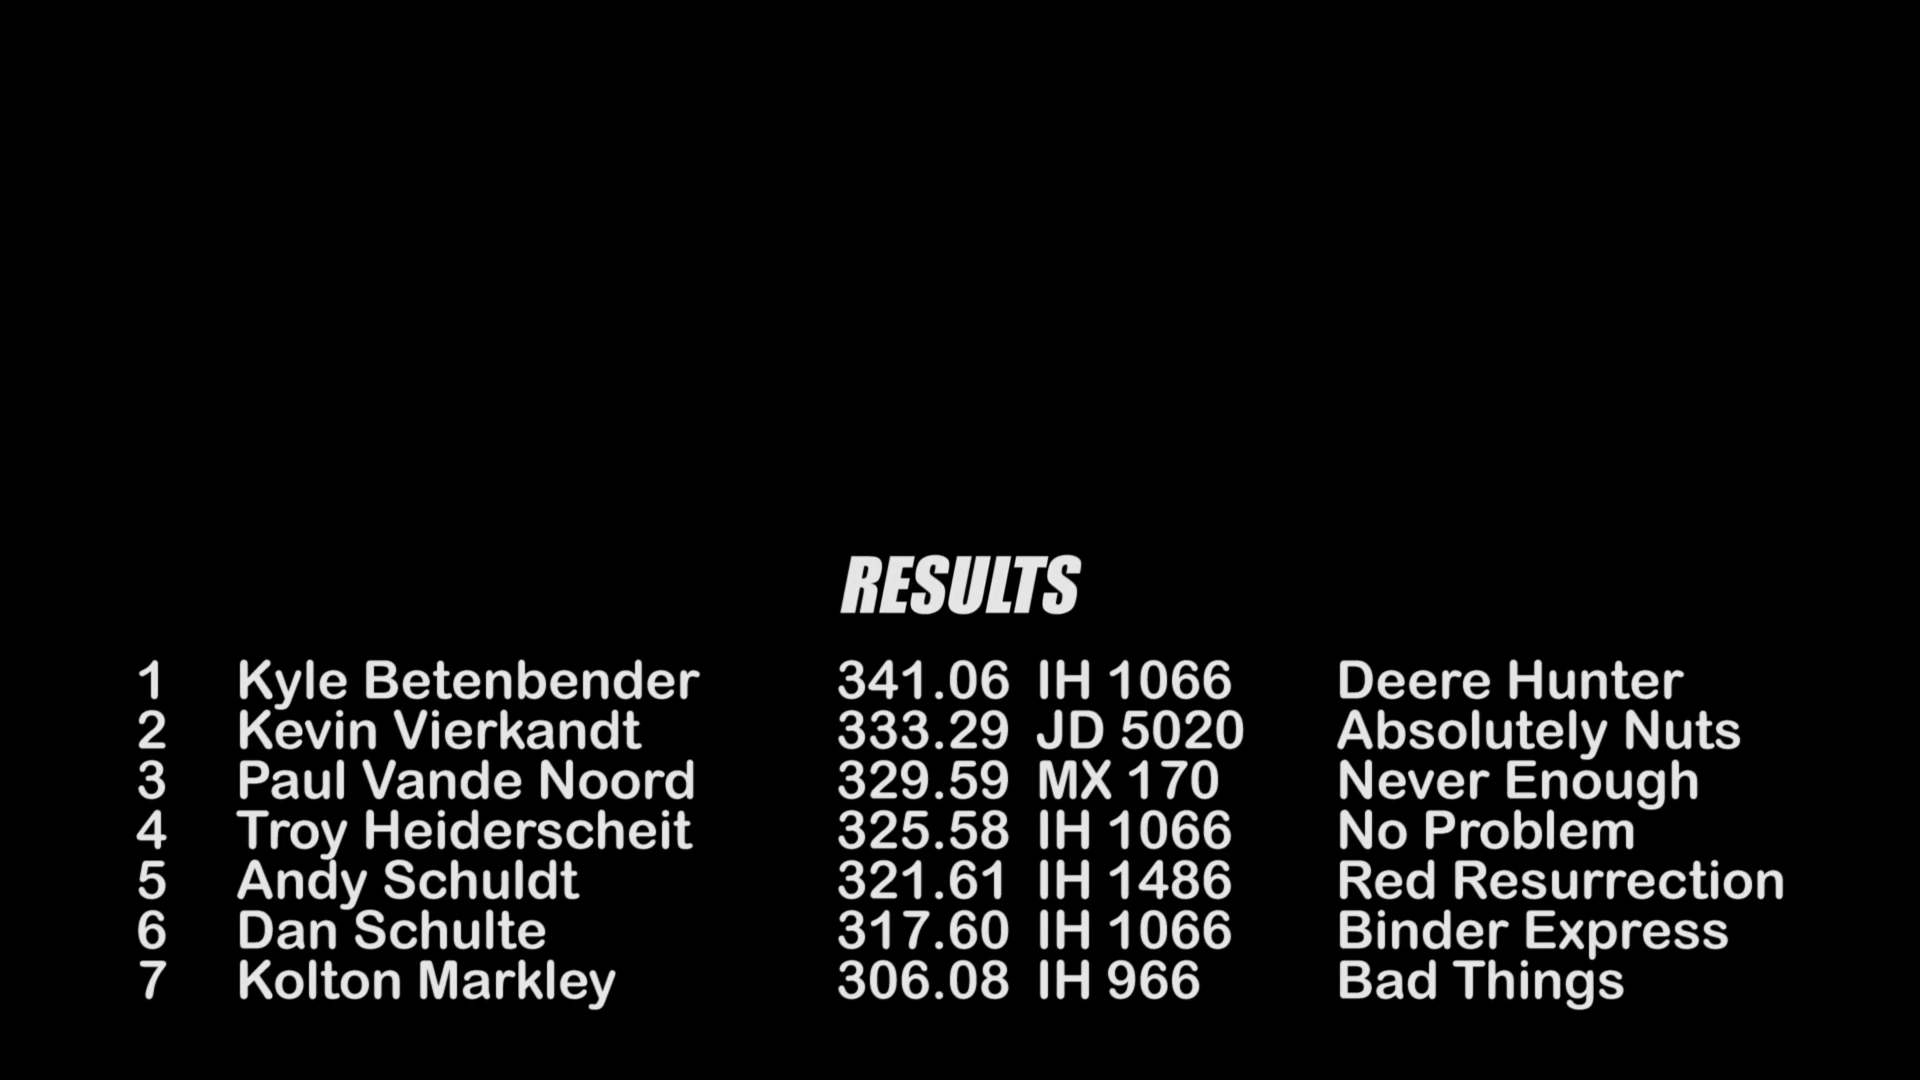 RESULTS
1 Kyle Betenbender 341.06 IH 1066 Deere Hunter
2 Kevin Vierkandt 333.29 JD 5020 Absolutely Nuts
3 Paul Vande Noord 329.59 MX 170 Never Enough
4 Troy Heiderscheit 325.58 IH 1066 No Problem
5 Andy Schuldt 321.61 IH 1486 Red Resurrection
6 Dan Schulte 317.60 IH 1066 Binder Express
7 Kolton Markley 306.08 IH 966 Bad Things